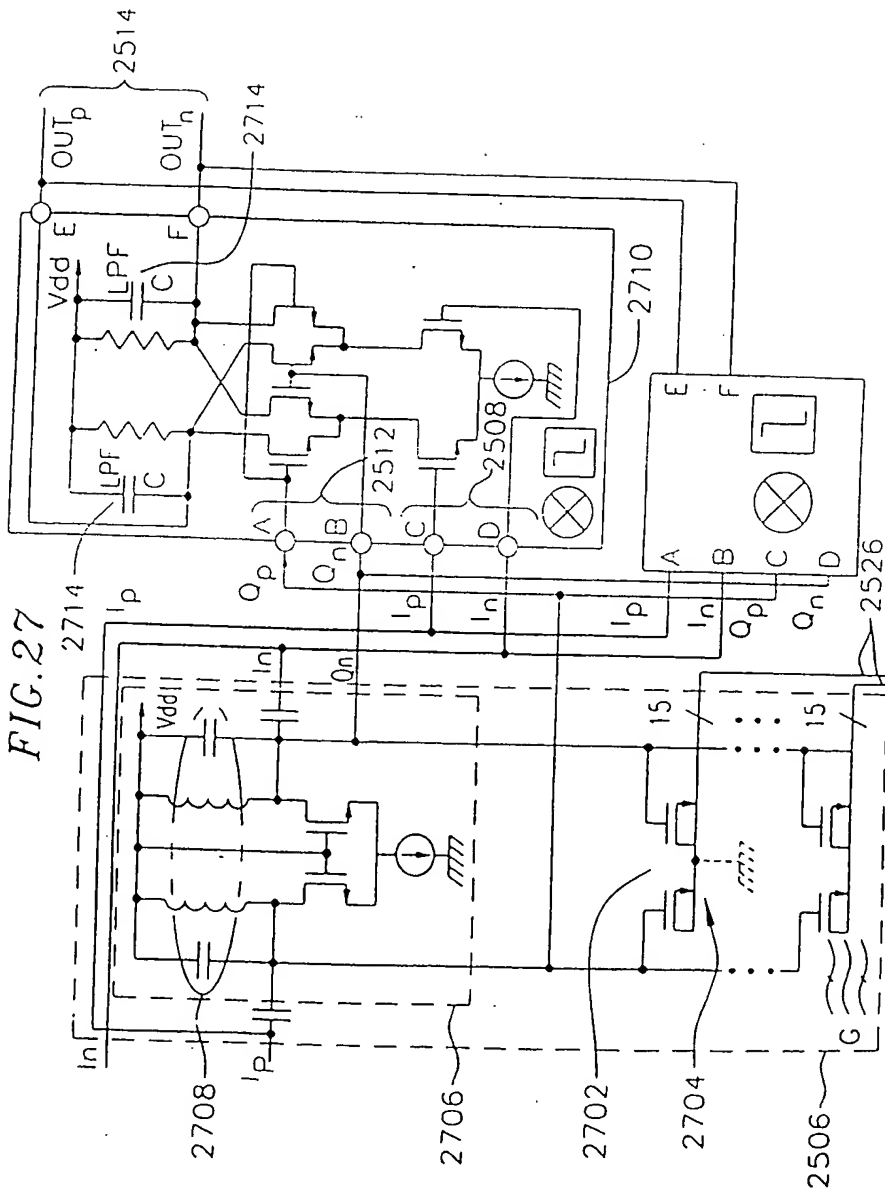 FIG. 27
2714
Vdd
E
OUTp
OUTn
2514
LPF
C
LPF
C
F
2714
Qp
A
Qn
B
2512
Ip
C
2508
In
D
2710
Ip
In
In
Qn
Ip
Vdd
2708
2706
Ip
A
In
B
Qp
C
Qn
D
E
F
15
15
2526
2702
2704
G
2506